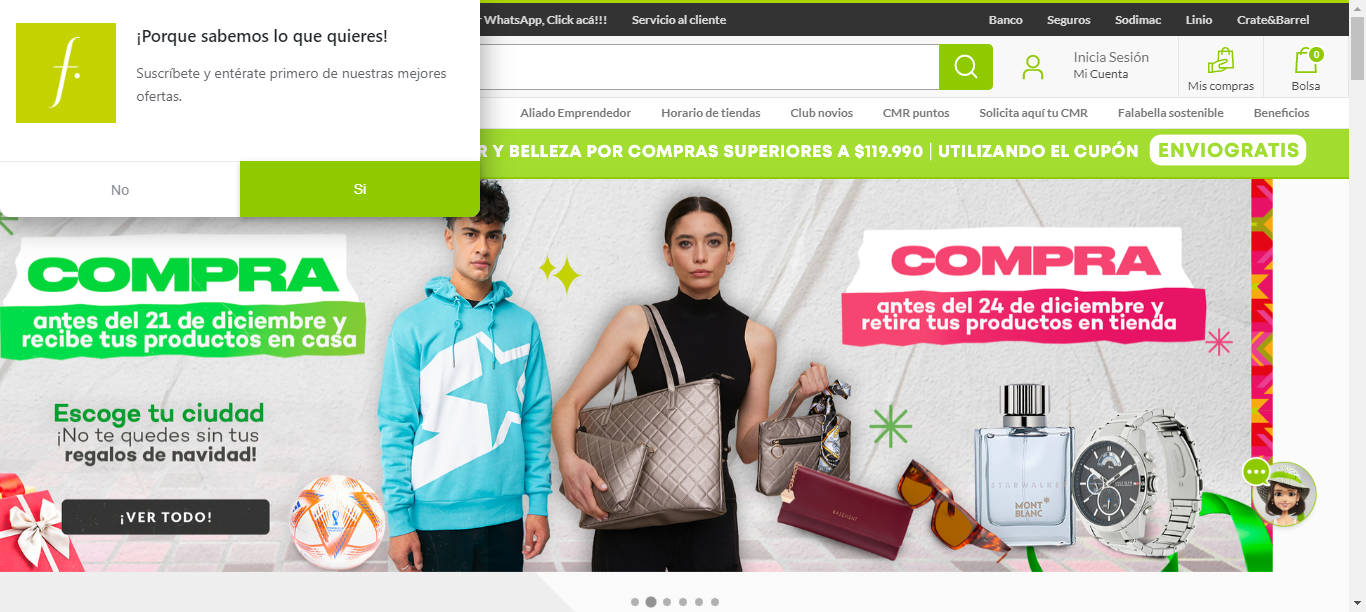 ¡Porque sabemos lo que quieres!
Suscríbete y entérate primero de nuestras mejores
ofertas.
No
Si
WhatsApp, Click acá!!!
Servicio al cliente
Banco
Seguros
Sodimac
Linio
Crate&Barrel
Inicia Sesión
Mi Cuenta
Mis compras
0
Bolsa
Aliado Emprendedor
Horario de tiendas
Club novios
CMR puntos
Solicita aquí tu CMR
Falabella sostenible
Beneficios
Y BELLEZA POR COMPRAS SUPERIORES A $119.990 | UTILIZANDO EL CUPÓN ENVIOGRATIS
COMPRA
antes del 21 de diciembre y
recibe tus productos en casa
COMPRA
antes del 24 de diciembre y
retira tus productos en tienda
Escoge tu ciudad
¡No te quedes sin tus
regalos de navidad!
¡VER TODO!
BASEMENT
STARWALKER
MONT
BLANC